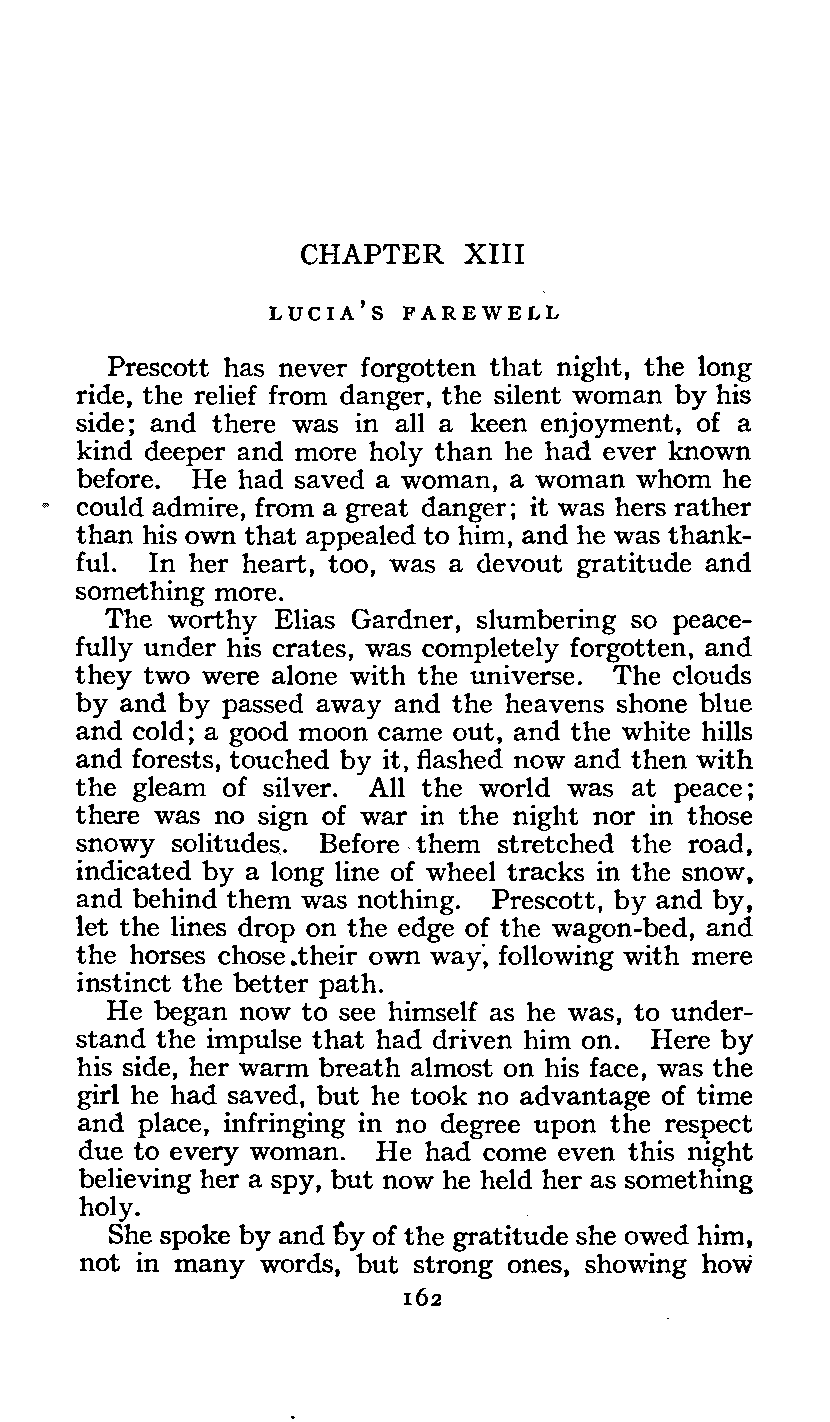 CHAPTER XIII
LUCIA'S FAREWELL
Prescott has never forgotten that night, the long
ride, the relief from danger, the silent woman by his
side; and there was in all a keen enjoyment, of a
kind deeper and more holy than he had ever known
before. He had saved a woman, a woman whom he
could admire, from a great danger; it was hers rather
than his own that appealed to him, and he was thank-
ful. In her heart, too, was a devout gratitude and
something more.
The worthy Elias Gardner, slumbering so peace-
fully under his crates, was completely forgotten, and
they two were alone with the universe. The clouds
by and by passed away and the heavens shone blue
and cold; a good moon came out, and the white hills
and forests, touched by it, flashed now and then with
the gleam of silver. All the world was at peace;
there was no sign of war in the night nor in those
snowy solitudes. Before them stretched the road,
indicated by a long line of wheel tracks in the snow,
and behind them was nothing. Prescott, by and by,
let the lines drop on the edge of the wagon-bed, and
the horses chose their own way, following with mere
instinct the better path.
He began now to see himself as he was, to under-
stand the impulse that had driven him on. Here by
his side, her warm breath almost on his face, was the
girl he had saved, but he took no advantage of time
and place, infringing in no degree upon the respect
due to every woman. He had come even this night
believing her a spy, but now he held her as something
holy.
She spoke by and by of the gratitude she owed him,
not in many words, but strong ones, showing how
162